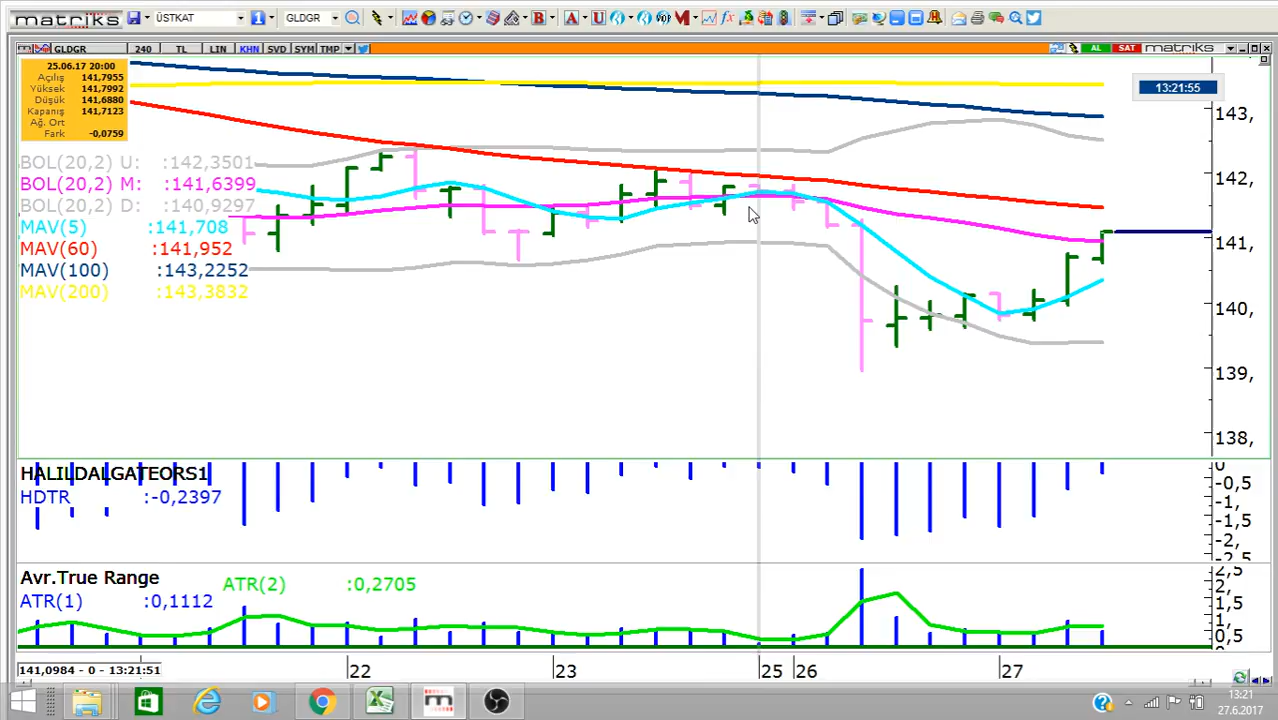 matriks ÜSTKAT 1 GLDGR B A U fx
GLDGR 240 TL LIN KHN SVD SYM TMP AL SAT matriks
25.06.17 20:00
Açılış 141,7955
Yüksek 141,7992
Düşük 141,6880
Kapanış 141,7123
Ağ. Ort
Fark -0,0759
13:21:55
BOL(20,2) U: :142,3501
BOL(20,2) M: :141,6399
BOL(20,2) D: :140,9297
MAV(5) :141,708
MAV(60) :141,952
MAV(100) :143,2252
MAV(200) :143,3832
143,
142,
141,
140,
139,
138,
HALILDALGATEORS1
HDTR :-0,2397
0
-0,5
-1,
-1,5
-2,
-2,5
Avr.True Range
ATR(2) :0,2705
ATR(1) :0,1112
2,5
2,
1,5
1,
0,5
0,
141,0984 - 0 - 13:21:51
22 23 25 26 27
m
13:21
27.6.2017